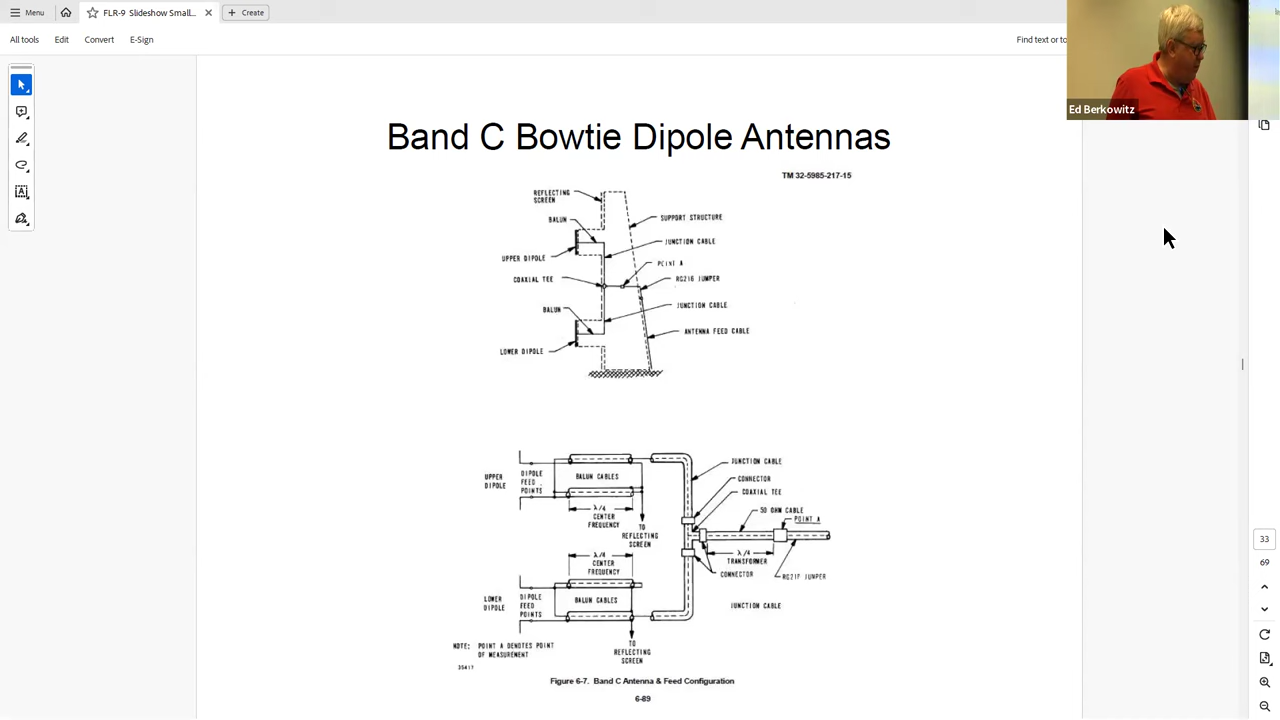 Menu
FLR-9 Slideshow Small...
Create
All tools
Edit
Convert
E-Sign
Find text or to
Ed Berkowitz
Band C Bowtie Dipole Antennas
TM 32-5985-217-15
REFLECTING
SCREEN
BALUN
SUPPORT STRUCTURE
JUNCTION CABLE
UPPER DIPOLE
POINT A
COAXIAL TEE
RG216 JUMPER
BALUN
JUNCTION CABLE
ANTENNA FEED CABLE
LOWER DIPOLE
UPPER
DIPOLE
DIPOLE
FEED
POINTS
BALUN CABLES
λ/4
CENTER
FREQUENCY
TO
REFLECTING
SCREEN
JUNCTION CABLE
CONNECTOR
COAXIAL TEE
50 OHM CABLE
POINT A
λ/4
TRANSFORMER
CONNECTOR
JUMPER
λ/4
CENTER
FREQUENCY
LOWER
DIPOLE
DIPOLE
FEED
POINTS
BALUN CABLES
JUNCTION CABLE
TO
REFLECTING
SCREEN
NOTE: POINT A DENOTES POINT
OF MEASUREMENT
35417
Figure 6-7. Band C Antenna & Feed Configuration
6-89
33
69